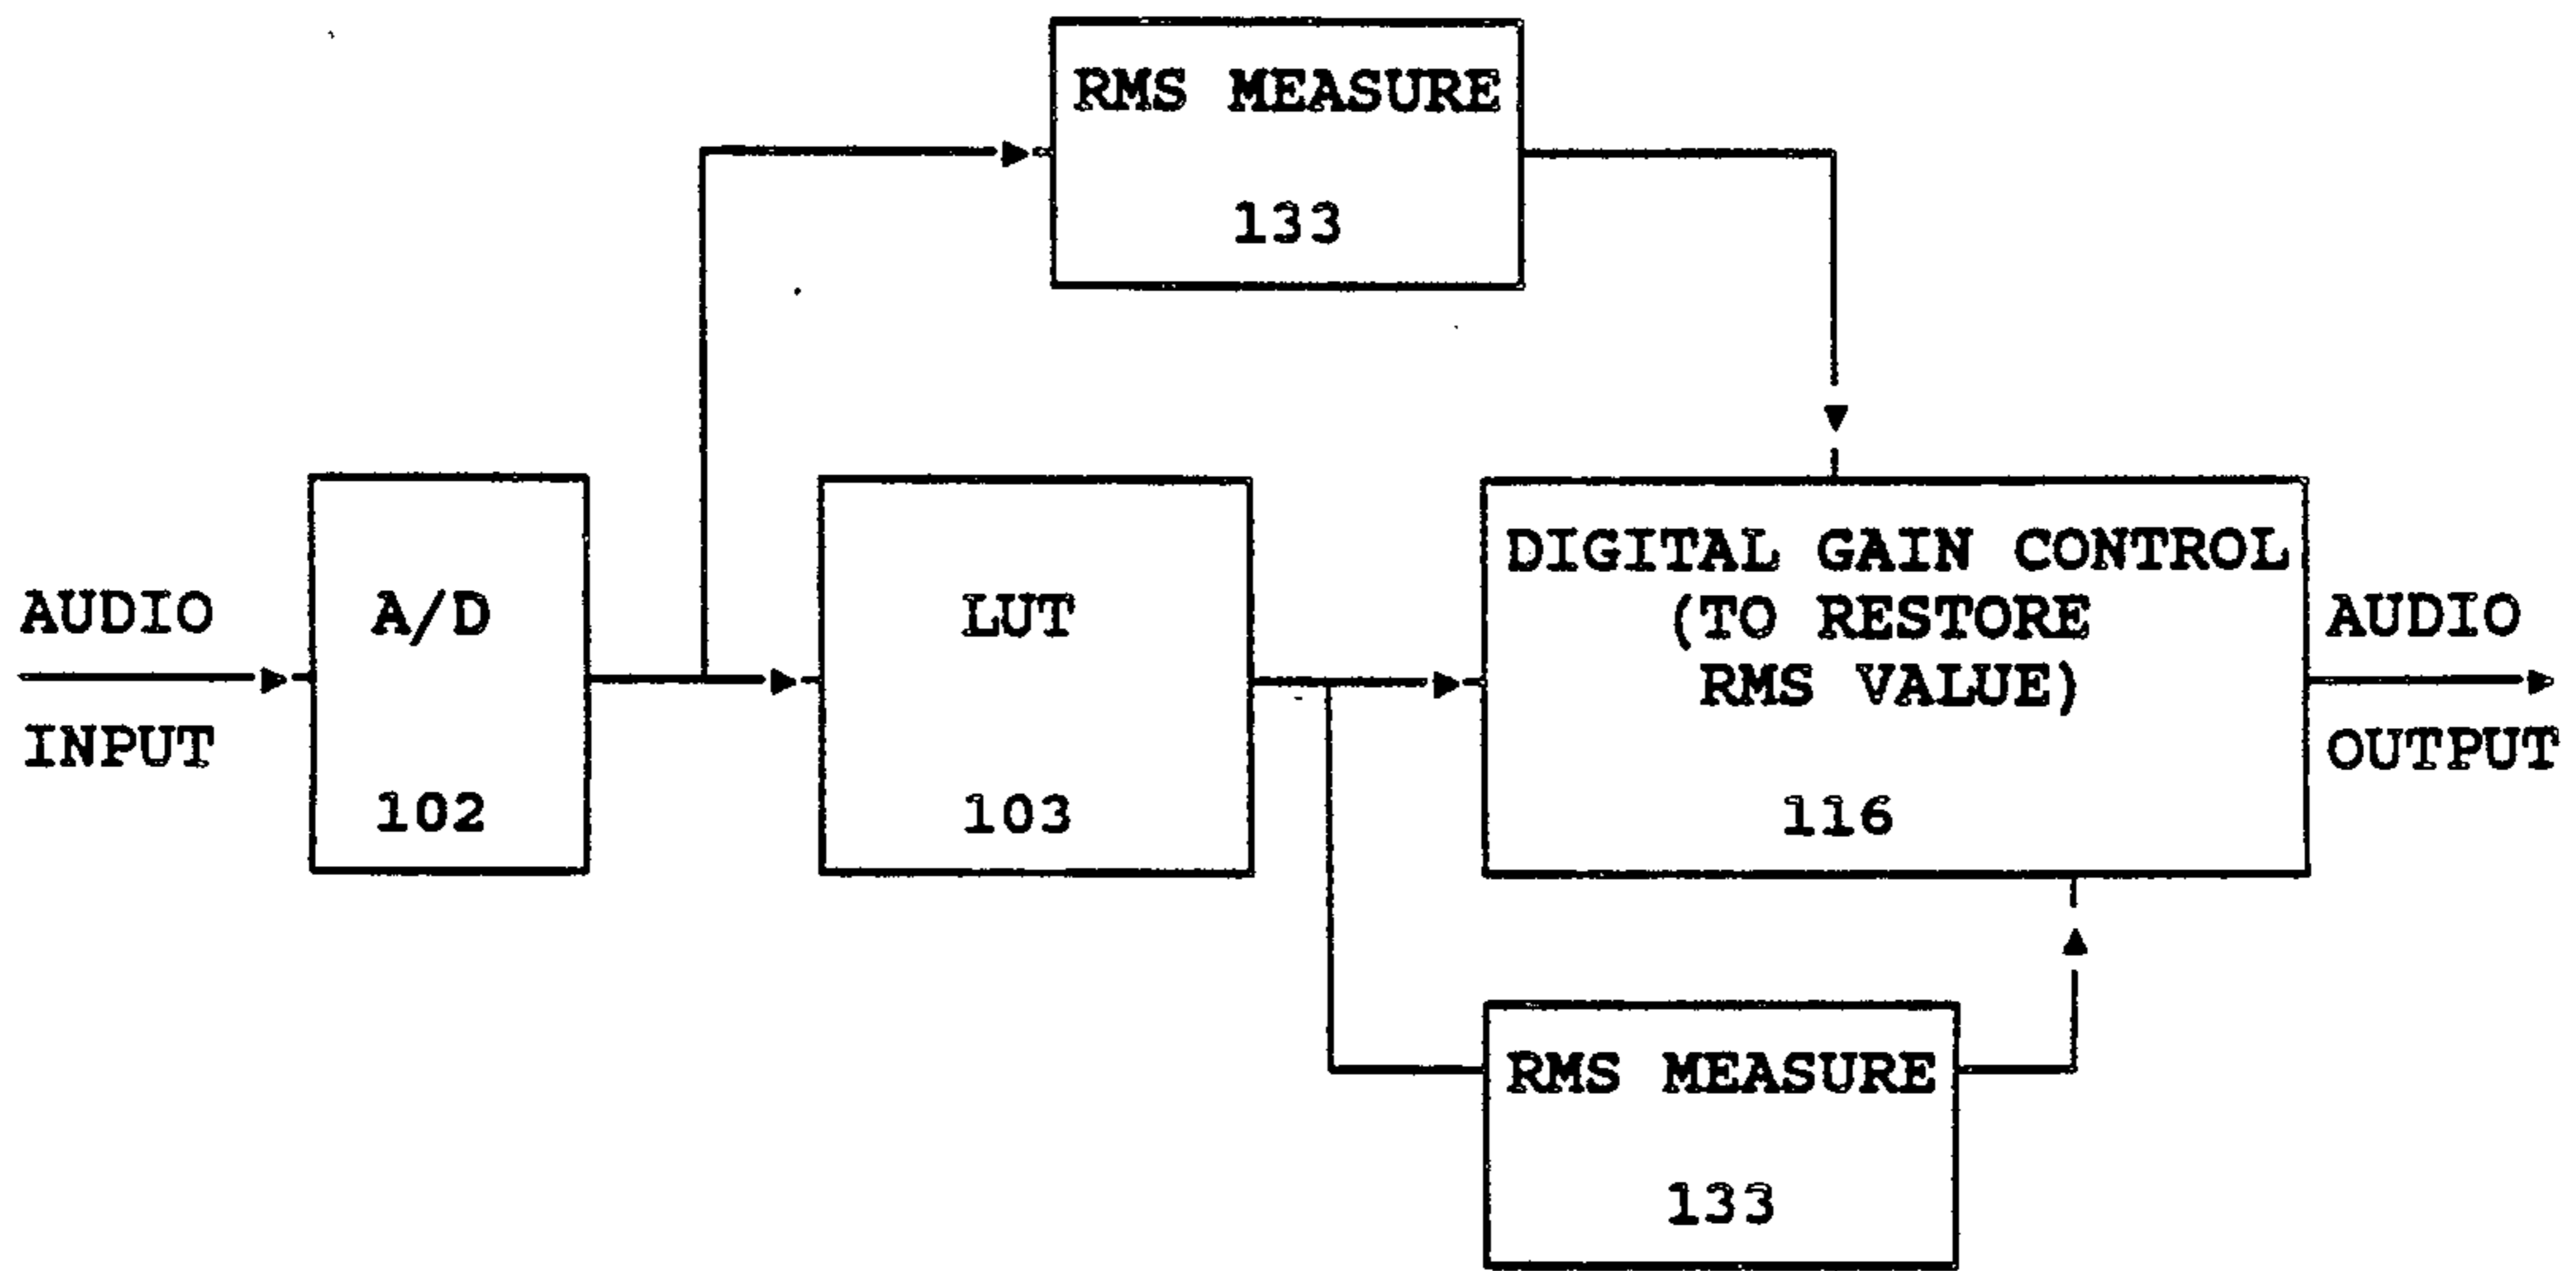 RMS MEASURE
133
AUDIO
INPUT
A/D
102
LUT
103
DIGITAL GAIN CONTROL
(TO RESTORE
RMS VALUE)
116
AUDIO
OUTPUT
RMS MEASURE
133